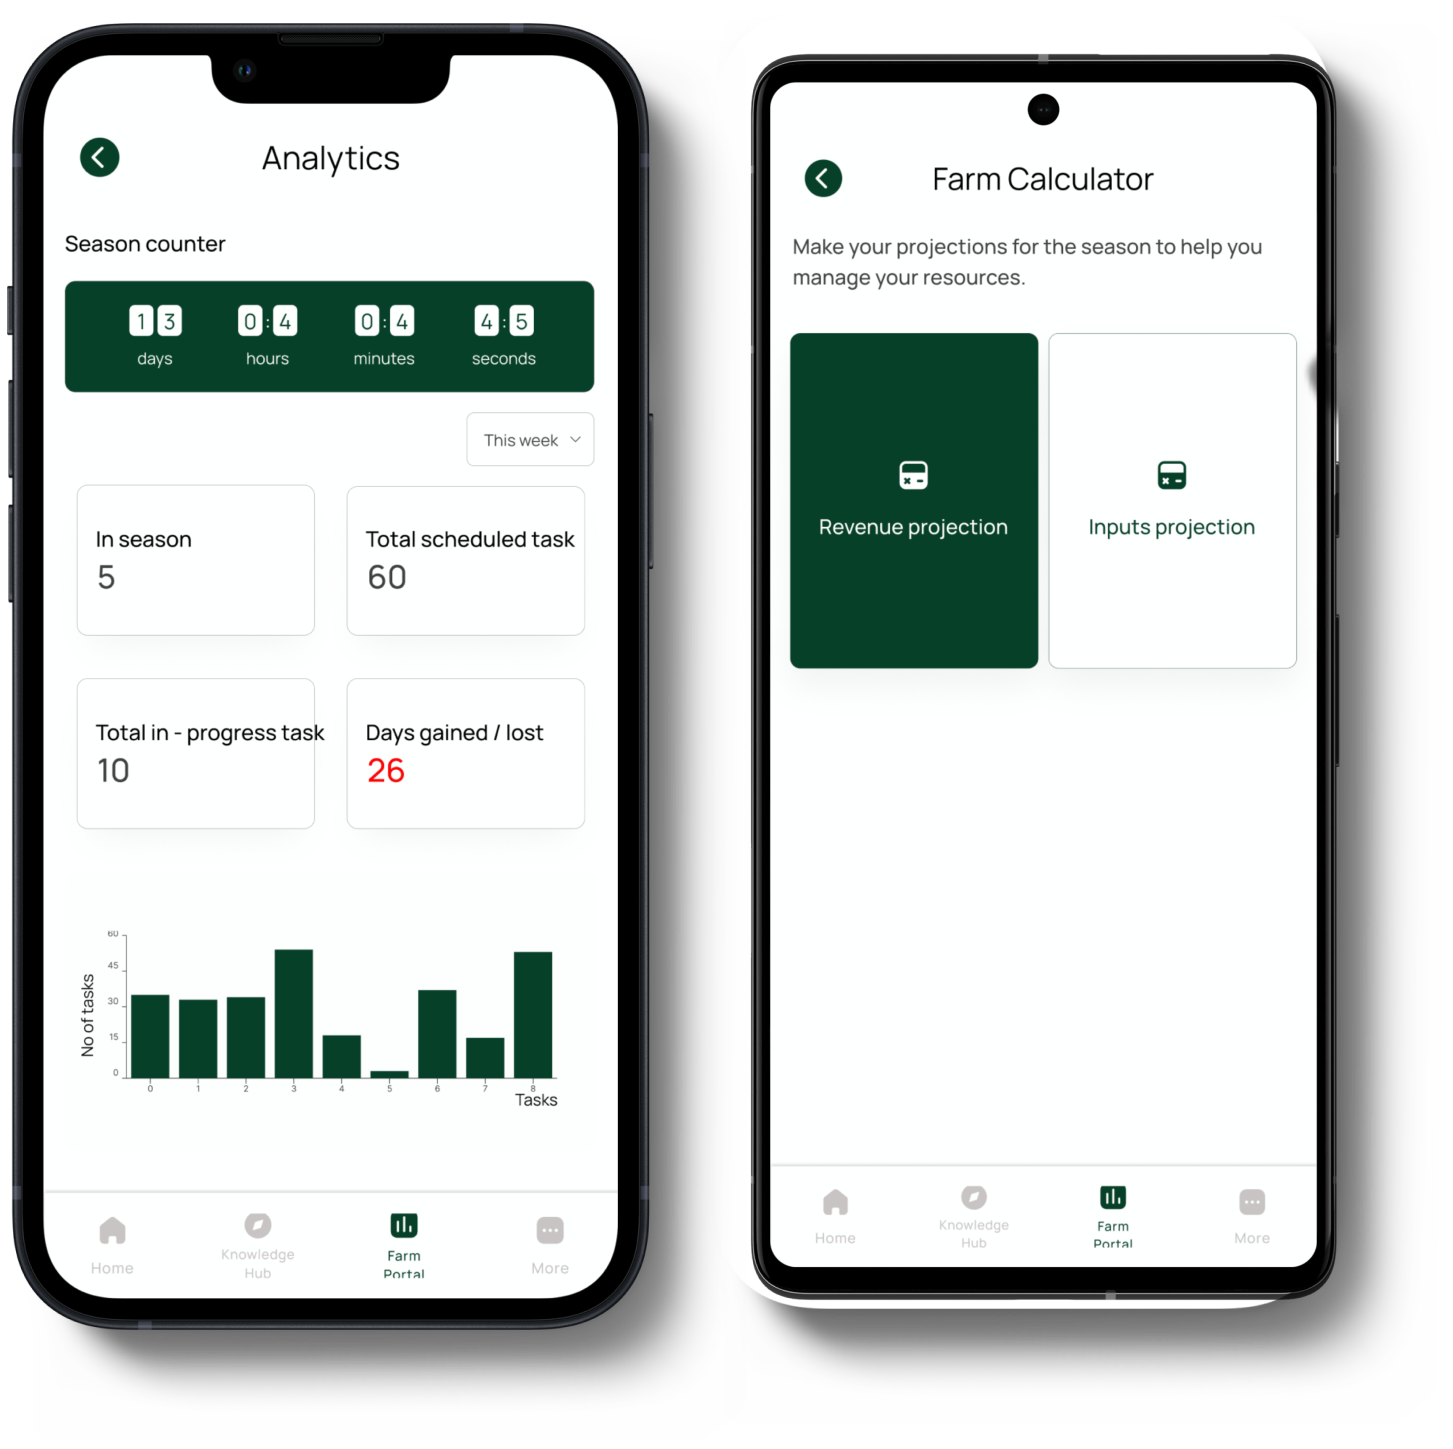 Analytics
Season counter
1 3
0 : 4
0 : 4
4 : 5
days
hours
minutes
seconds
This week
In season
5
Total scheduled task
60
Total in - progress task
10
Days gained / lost
26
60
45
30
15
0
No of tasks
0 1 2 3 4 5 6 7 8
Tasks
Home
Knowledge
Hub
Farm
Portal
More
Farm Calculator
Make your projections for the season to help you
manage your resources.
Revenue projection
Inputs projection
Home
Knowledge
Hub
Farm
Portal
More